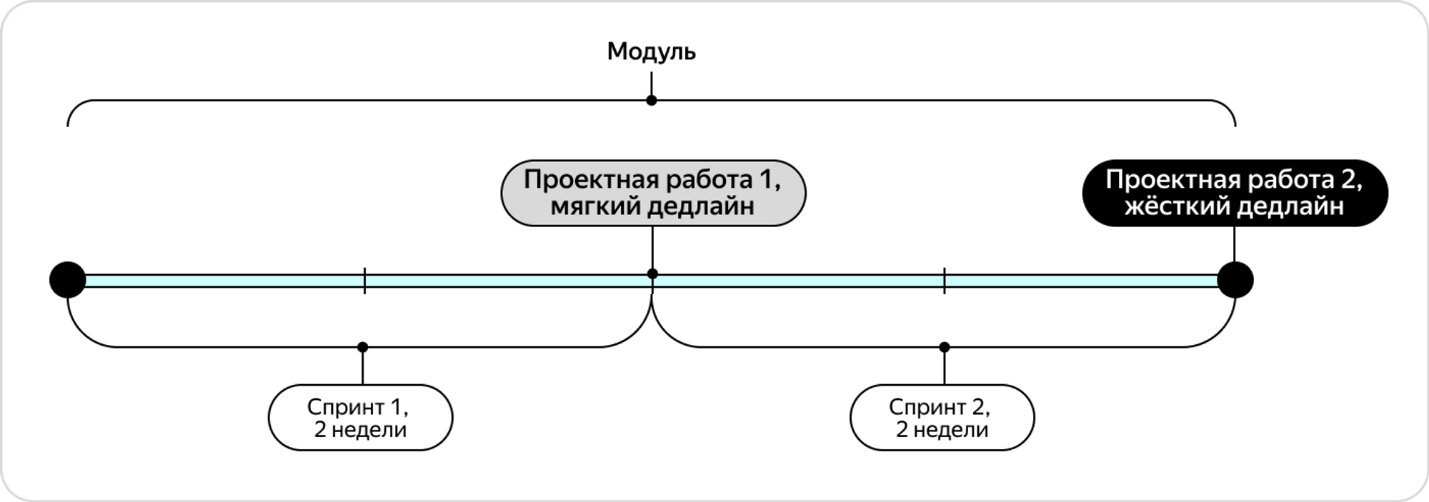 Модуль
Проектная работа 1,
мягкий дедлайн
Проектная работа 2,
жёсткий дедлайн
Спринт 1,
2 недели
Спринт 2,
2 недели